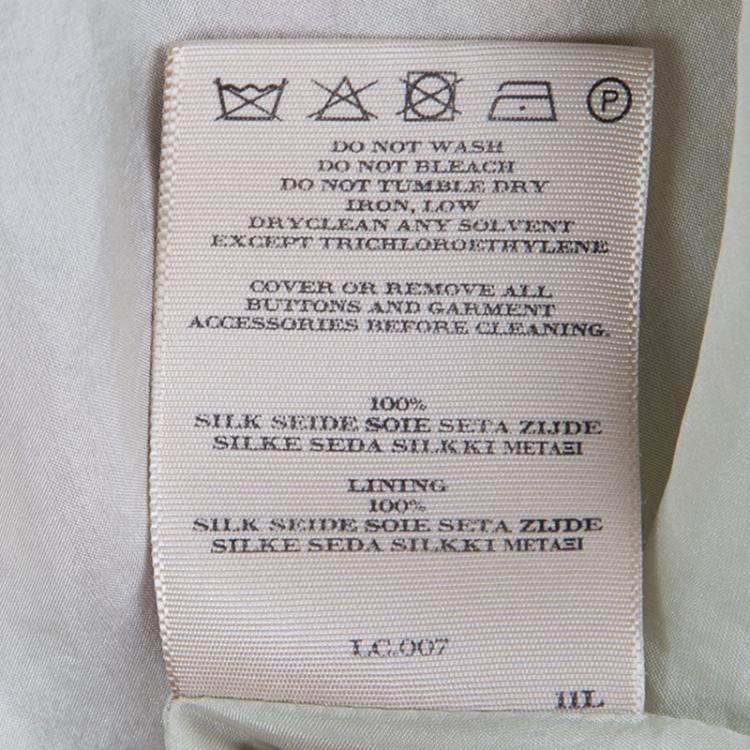 P
DO NOT WASH
DO NOT BLEACH
DO NOT TUMBLE DRY
IRON, LOW
DRYCLEAN ANY SOLVENT
EXCEPT TRICHLOROETHYLENE
COVER OR REMOVE ALL
BUTTONS AND GARMENT
ACCESSORIES BEFORE CLEANING.
100%
SILK SEIDE SOIE SETA ZIJDE
SILKE SEDA SILKKI ΜΕΤΑΞΙ
LINING
100%
SILK SEIDE SOIE SETA ZIJDE
SILKE SEDA SILKKI ΜΕΤΑΞΙ
LC.007
11L